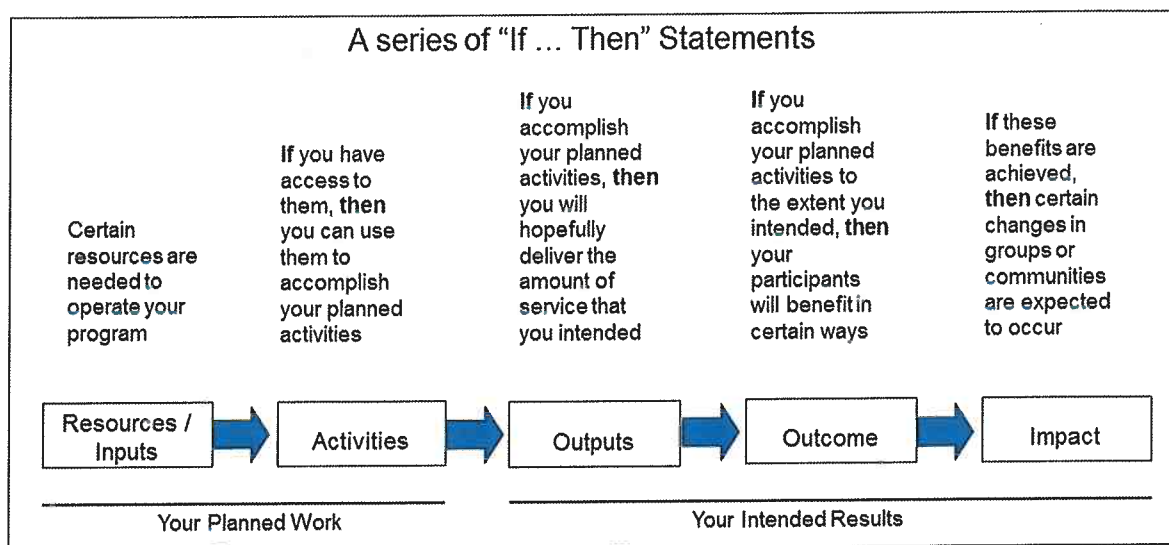 A series of “If ... Then” Statements
Certain
resources are
needed to
operate your
program
If you have
access to
them, then
you can use
them to
accomplish
your planned
activities
If you
accomplish
your planned
activities, then
you will
hopefully
deliver the
amount of
service that
you intended
If you
accomplish
your planned
activities to
the extent you
intended, then
your
participants
will benefit in
certain ways
If these
benefits are
achieved,
then certain
changes in
groups or
communities
are expected
to occur
Resources /
Inputs
Activities
Outputs
Outcome
Impact
Your Planned Work
Your Intended Results